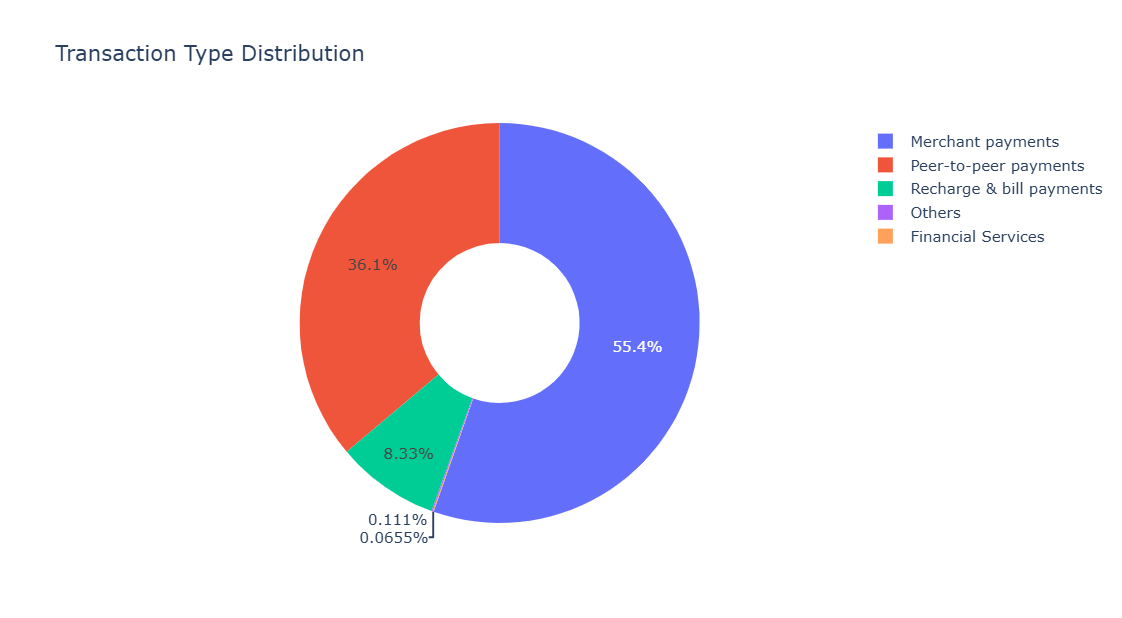 Transaction Type Distribution
Merchant payments
Peer-to-peer payments
Recharge & bill payments
Others
Financial Services
36.1%
55.4%
8.33%
0.111%
0.0655%